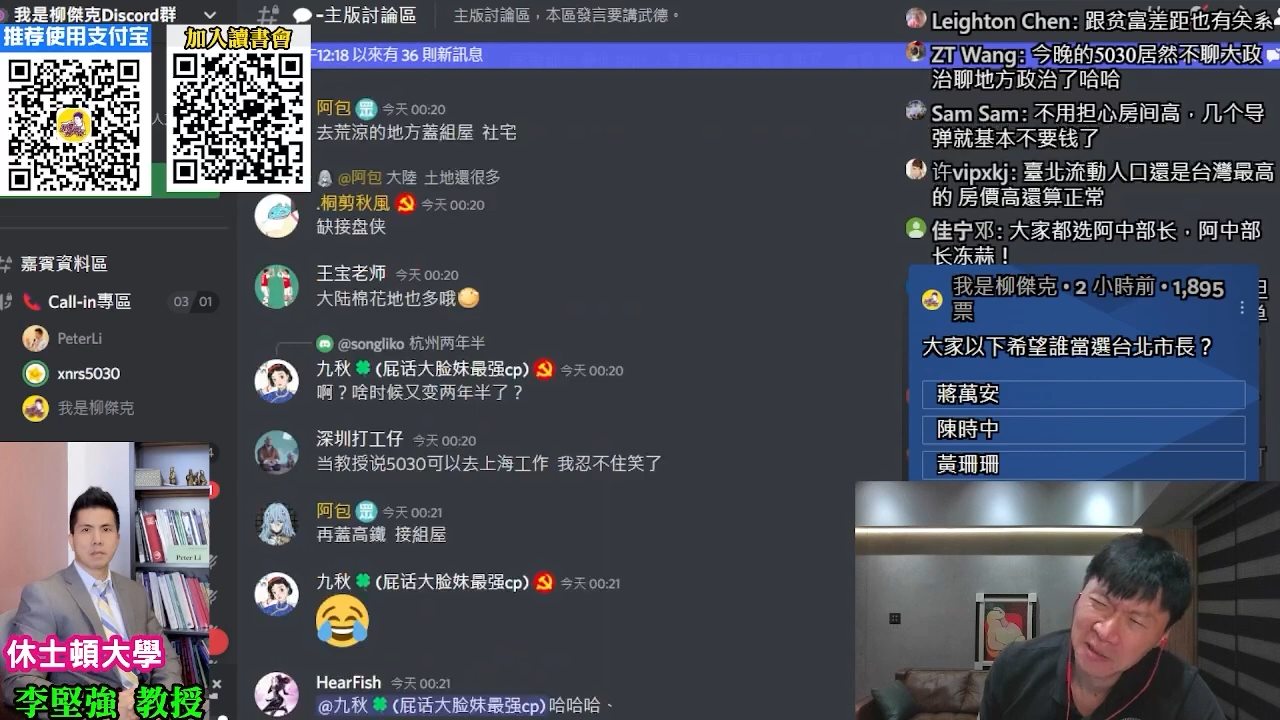 我是柳傑克Discord群
推荐使用支付宝
加入讀書會
嘉賓資料區
Call-in專區
03 01
PeterLi
xnrs5030
我是柳傑克
Peter Li
休士頓大學
李堅強 教授
-主版討論區
主版討論區，本區發言要講武德。
12:18 以來有 36 則新訊息
阿包 眾 今天 00:20
去荒涼的地方蓋組屋 社宅
@阿包 大陸 土地還很多
.桐剪秋風 今天 00:20
缺接盘侠
王宝老师 今天 00:20
大陆棉花地也多哦
@songliko 杭州两年半
九秋🍀(屁话大脸妹最强cp) 今天 00:20
啊？啥时候又变两年半了？
深圳打工仔 今天 00:20
当教授说5030可以去上海工作 我忍不住笑了
阿包 眾 今天 00:21
再蓋高鐵 接組屋
九秋🍀(屁话大脸妹最强cp) 今天 00:21
😂
HearFish 今天 00:21
@九秋🍀(屁话大脸妹最强cp)哈哈哈、
Leighton Chen: 跟贫富差距也有关系
ZT Wang: 今晚的5030居然不聊大政
治聊地方政治了哈哈
Sam Sam: 不用担心房间高，几个导
弹就基本不要钱了
许vipxkj: 臺北流動人口還是台灣最高
的 房價高還算正常
佳宁邓: 大家都选阿中部长，阿中部
长冻蒜！
我是柳傑克 • 2 小時前 • 1,895
票
大家以下希望誰當選台北市長？
蔣萬安
陳時中
黃珊珊